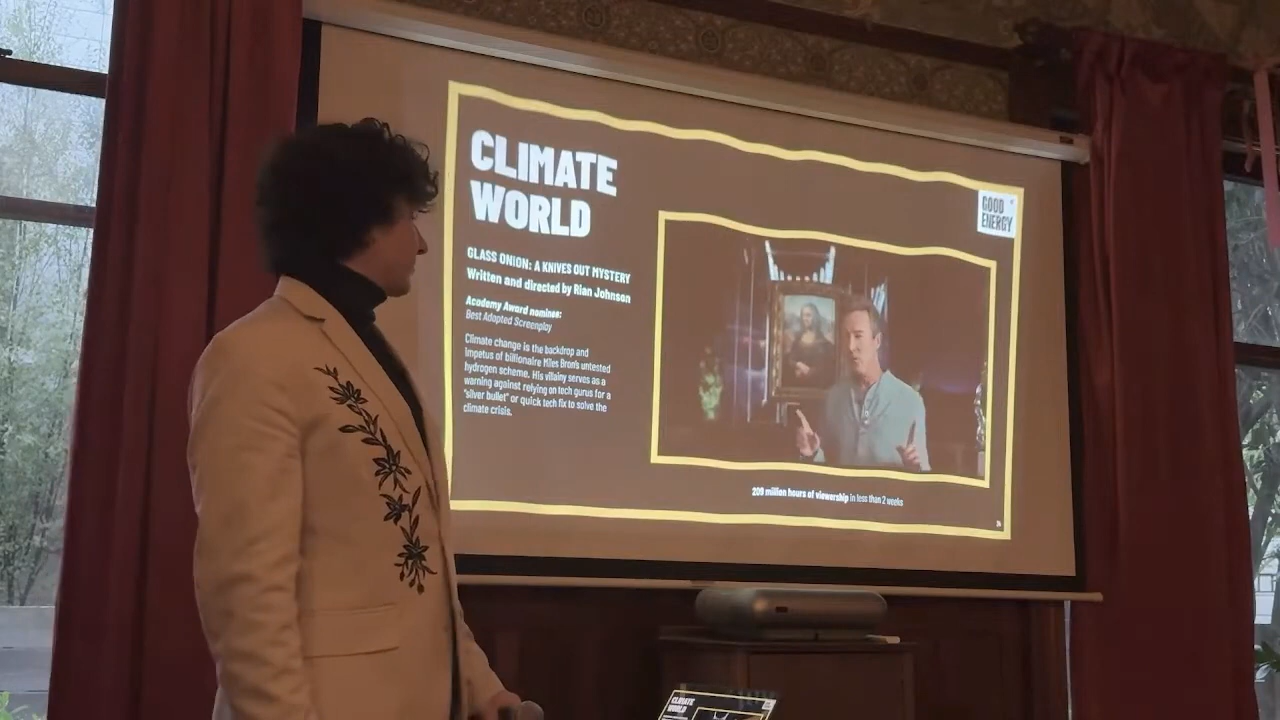 CLIMATE
WORLD
GOOD
ENERGY
GLASS ONION: A KNIVES OUT MYSTERY
Written and directed by Rian Johnson
Academy Award nominee:
Best Adapted Screenplay
Climate change is the backdrop and
impetus of billionaire Miles Bron's untested
hydrogen scheme. His villainy serves as a
warning against relying on tech gurus for a
"silver bullet" or quick tech fix to solve the
climate crisis.
209 million hours of viewership in less than 2 weeks
CLIMATE
WORLD